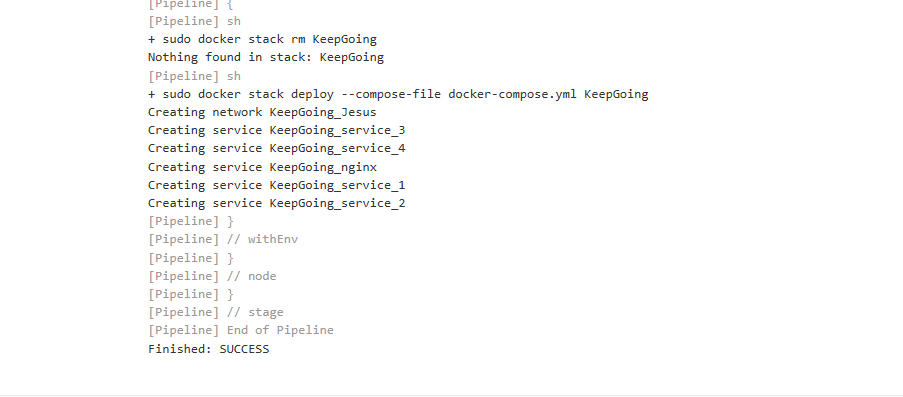 [Pipeline] {
[Pipeline] sh
+ sudo docker stack rm KeepGoing
Nothing found in stack: KeepGoing
[Pipeline] sh
+ sudo docker stack deploy --compose-file docker-compose.yml KeepGoing
Creating network KeepGoing_Jesus
Creating service KeepGoing_service_3
Creating service KeepGoing_service_4
Creating service KeepGoing_nginx
Creating service KeepGoing_service_1
Creating service KeepGoing_service_2
[Pipeline] }
[Pipeline] // withEnv
[Pipeline] }
[Pipeline] // node
[Pipeline] }
[Pipeline] // stage
[Pipeline] End of Pipeline
Finished: SUCCESS